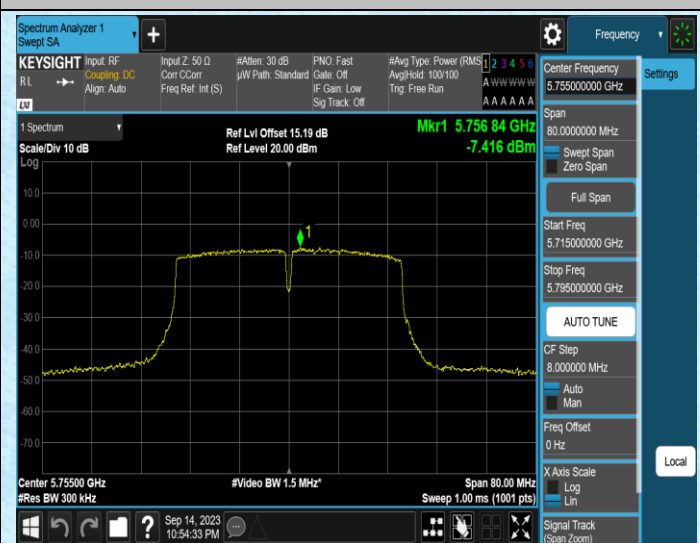 Spectrum Analyzer 1
Swept SA
+
Frequency
KEYSIGHT
RL
LXI
Input: RF
Coupling: DC
Align: Auto
Input Z: 50 Ω
Corr CCorr
Freq Ref: Int (S)
#Atten: 30 dB
µW Path: Standard
PNO: Fast
Gate: Off
IF Gain: Low
Sig Track: Off
#Avg Type: Power (RMS
Avg|Hold: 100/100
Trig: Free Run
1 2 3 4 5 6
A W W W W W
A A A A A A
1 Spectrum
Scale/Div 10 dB
Log
Ref Lvl Offset 15.19 dB
Ref Level 20.00 dBm
Mkr1 5.756 84 GHz
-7.416 dBm
10.0
0.00
-10.0
-20.0
-30.0
-40.0
-50.0
-60.0
-70.0
1
Center 5.75500 GHz
#Res BW 300 kHz
#Video BW 1.5 MHz*
Span 80.00 MHz
Sweep 1.00 ms (1001 pts)
?
Sep 14, 2023
10:54:33 PM
Center Frequency
5.755000000 GHz
Span
80.0000000 MHz
Swept Span
Zero Span
Full Span
Start Freq
5.715000000 GHz
Stop Freq
5.795000000 GHz
AUTO TUNE
CF Step
8.000000 MHz
Auto
Man
Freq Offset
0 Hz
X Axis Scale
Log
Lin
Signal Track
(Span Zoom)
Settings
Local